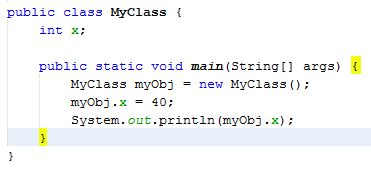 public class MyClass {
    int x;

    public static void main(String[] args) {
        MyClass myObj = new MyClass();
        myObj.x = 40;
        System.out.println(myObj.x);
    }
}